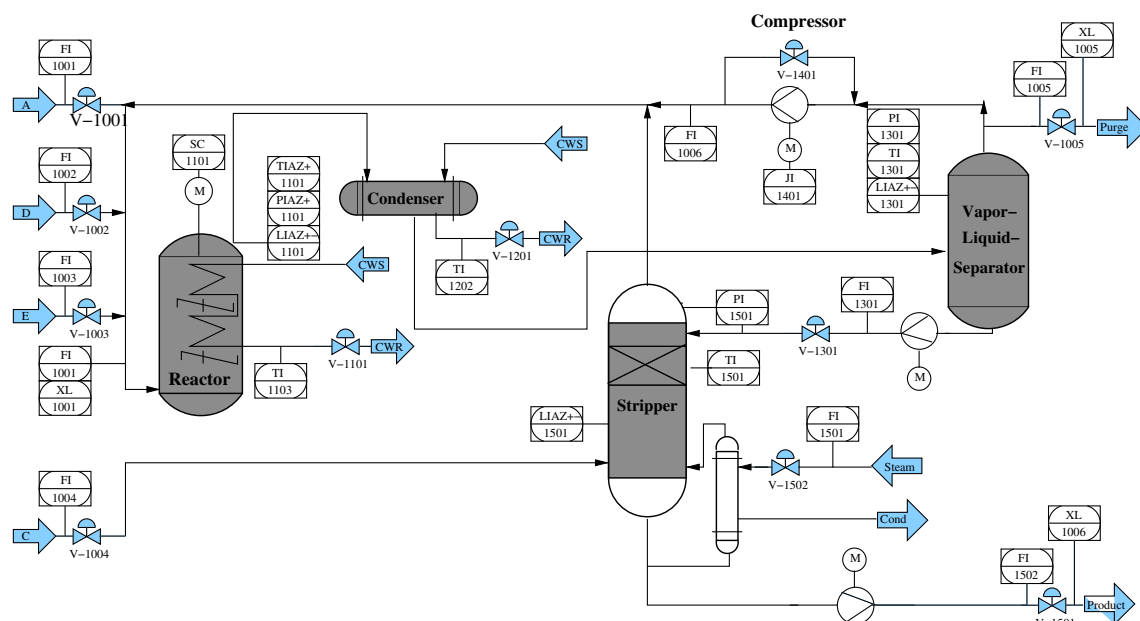 Compressor
XL
1005
FI
1001
FI
1005
V-1401
A
V-1001
PI
1301
TI
1301
LIAZ+-
1301
V-1005
Purge
SC
1101
M
FI
1006
M
JI
1401
FI
1002
TIAZ+
1101
PIAZ+
1101
LIAZ+-
1101
CWS
Condenser
D
V-1002
Vapor-
Liquid-
Separator
V-1201
CWR
TI
1202
FI
1003
CWS
E
V-1003
PI
1501
FI
1301
V-1301
M
CWR
V-1101
FI
1001
XL
1001
Reactor
TI
1103
TI
1501
Stripper
LIAZ+-
1501
FI
1501
Steam
V-1502
FI
1004
C
V-1004
Cond
XL
1006
M
FI
1502
Product
V-1501